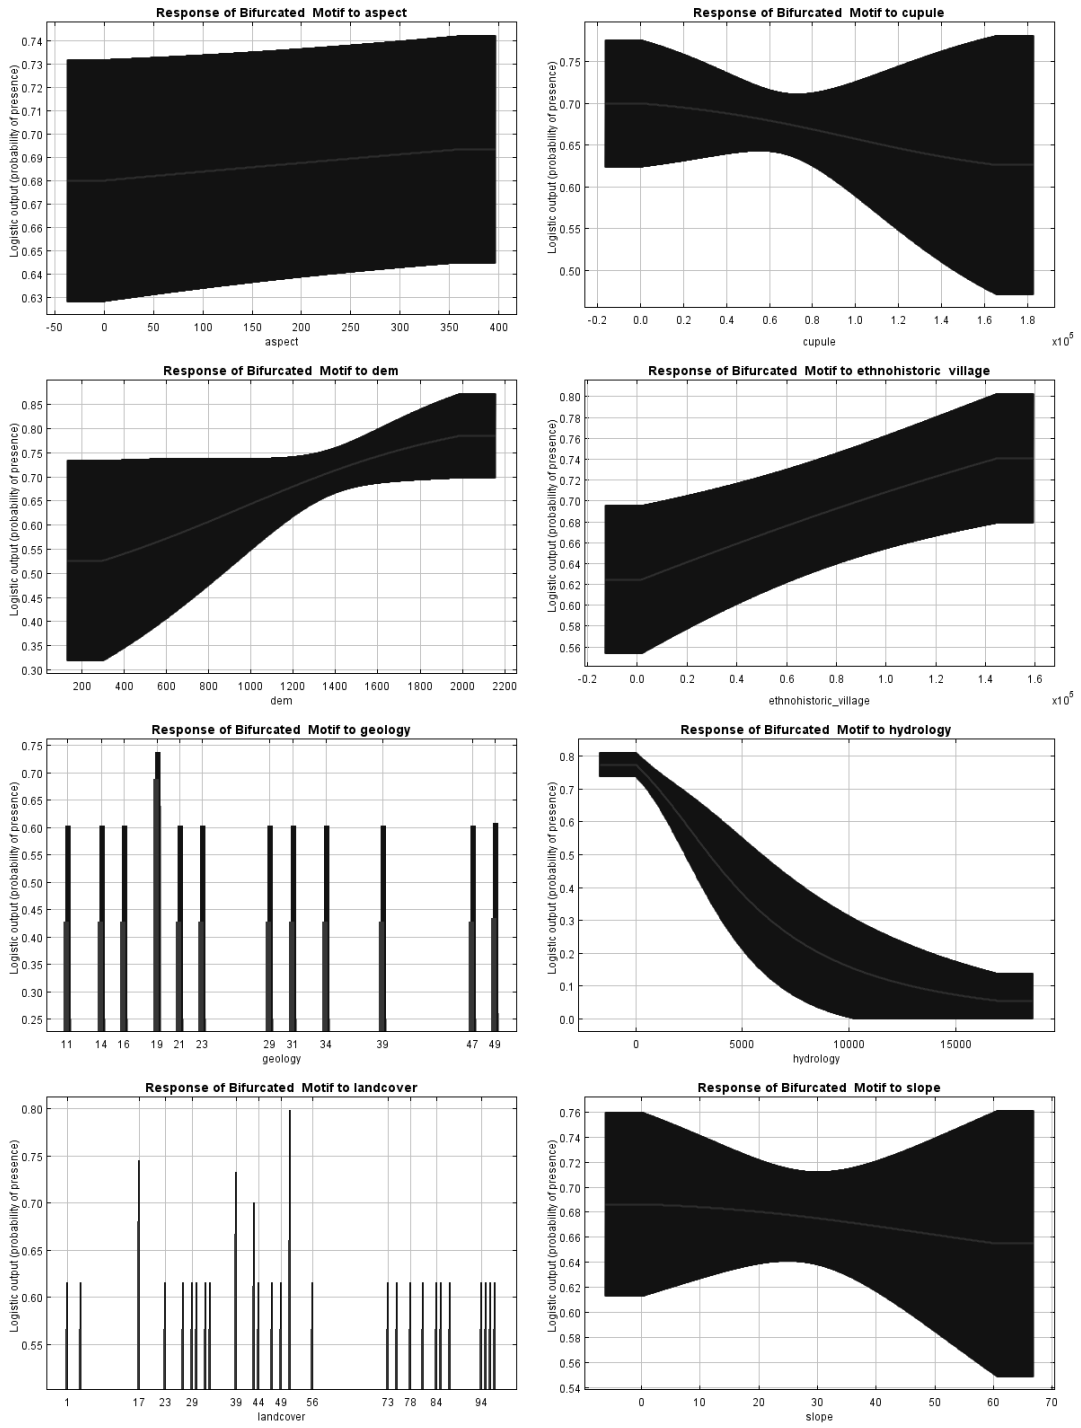 Response of Bifurcated Motif to aspect
Logistic output (probability of presence)
0.74
0.73
0.72
0.71
0.70
0.69
0.68
0.67
0.66
0.65
0.64
0.63
-50 0 50 100 150 200 250 300 350 400
aspect
Response of Bifurcated Motif to cupule
Logistic output (probability of presence)
0.75
0.70
0.65
0.60
0.55
0.50
-0.2 0.0 0.2 0.4 0.6 0.8 1.0 1.2 1.4 1.6 1.8
cupule
x10⁵
Response of Bifurcated Motif to dem
Logistic output (probability of presence)
0.85
0.80
0.75
0.70
0.65
0.60
0.55
0.50
0.45
0.40
0.35
0.30
200 400 600 800 1000 1200 1400 1600 1800 2000 2200
dem
Response of Bifurcated Motif to ethnohistoric village
Logistic output (probability of presence)
0.80
0.76
0.74
0.70
0.68
0.66
0.64
0.62
0.60
0.58
0.56
-0.2 0.0 0.2 0.4 0.6 0.8 1.0 1.2 1.4 1.6
ethnohistoric_village
x10⁵
Response of Bifurcated Motif to geology
Logistic output (probability of presence)
0.75
0.70
0.65
0.60
0.55
0.50
0.45
0.40
0.35
0.30
0.25
11 14 16 19 21 23 29 31 34 39 47 49
geology
Response of Bifurcated Motif to hydrology
Logistic output (probability of presence)
0.8
0.7
0.6
0.5
0.4
0.3
0.2
0.1
0.0
0 5000 10000 15000
hydrology
Response of Bifurcated Motif to landcover
Logistic output (probability of presence)
0.80
0.75
0.70
0.65
0.60
0.55
1 17 23 29 39 44 49 56 73 78 84 94
landcover
Response of Bifurcated Motif to slope
Logistic output (probability of presence)
0.76
0.74
0.72
0.70
0.68
0.66
0.64
0.62
0.60
0.58
0.56
0.54
0 10 20 30 40 50 60 70
slope